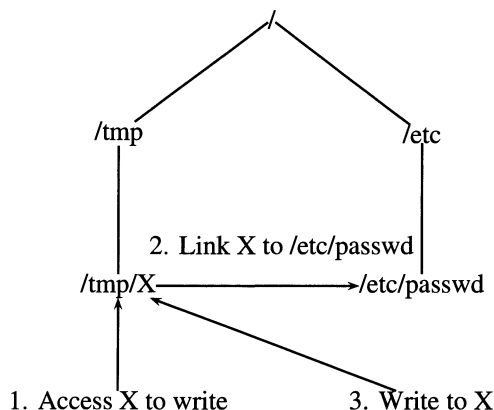 /
/tmp
/etc
2. Link X to /etc/passwd
/tmp/X
/etc/passwd
1. Access X to write
3. Write to X